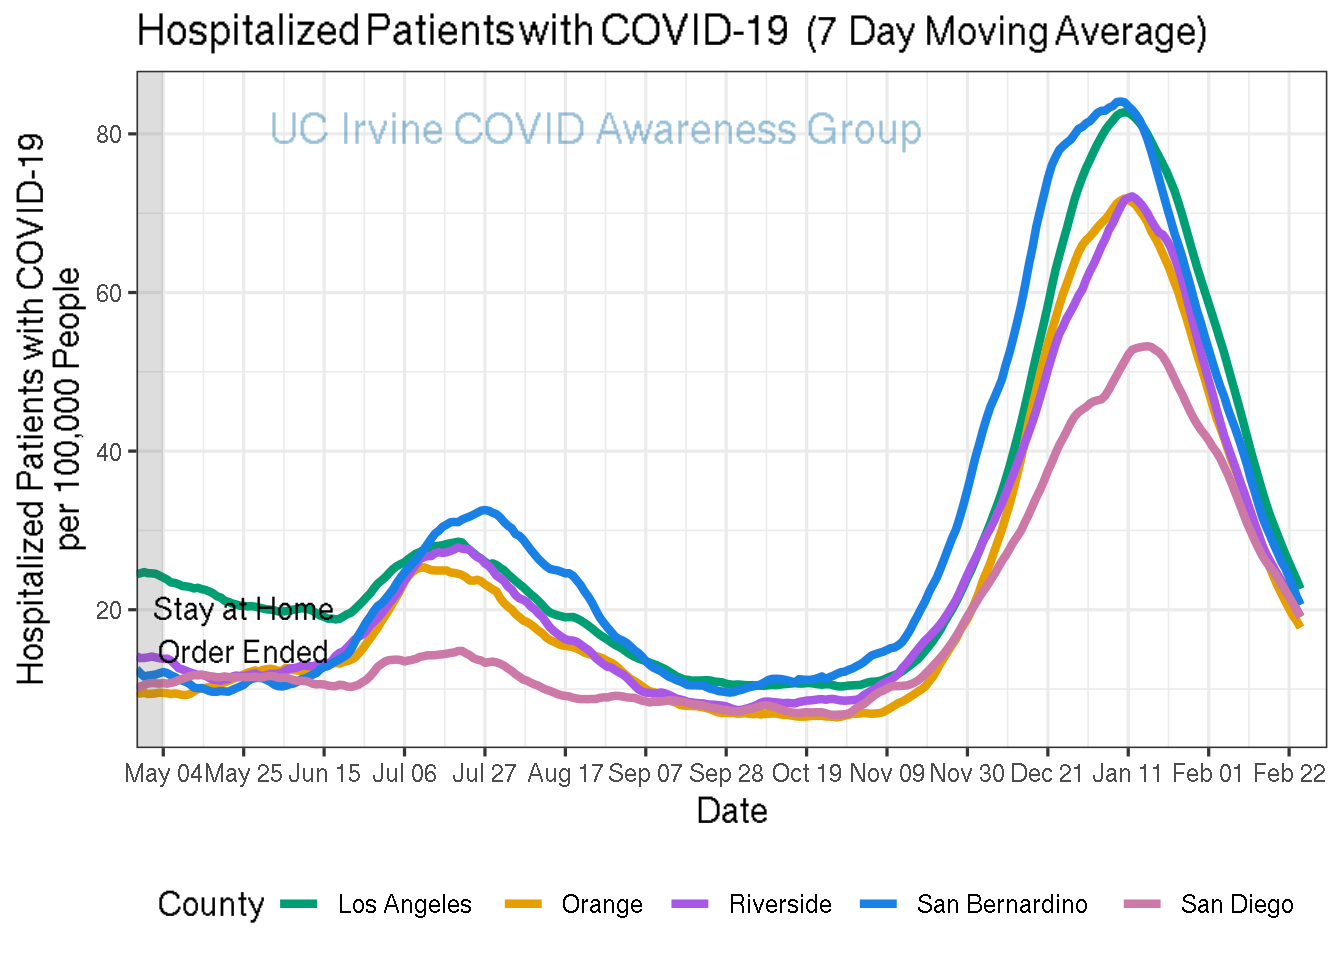 Hospitalized Patients with COVID-19 (7 Day Moving Average)
UC Irvine COVID Awareness Group
Hospitalized Patients with COVID-19
per 100,000 People
80
60
40
20
Stay at Home
Order Ended
May 04 May 25 Jun 15 Jul 06 Jul 27 Aug 17 Sep 07 Sep 28 Oct 19 Nov 09 Nov 30 Dec 21 Jan 11 Feb 01 Feb 22
Date
County Los Angeles Orange Riverside San Bernardino San Diego